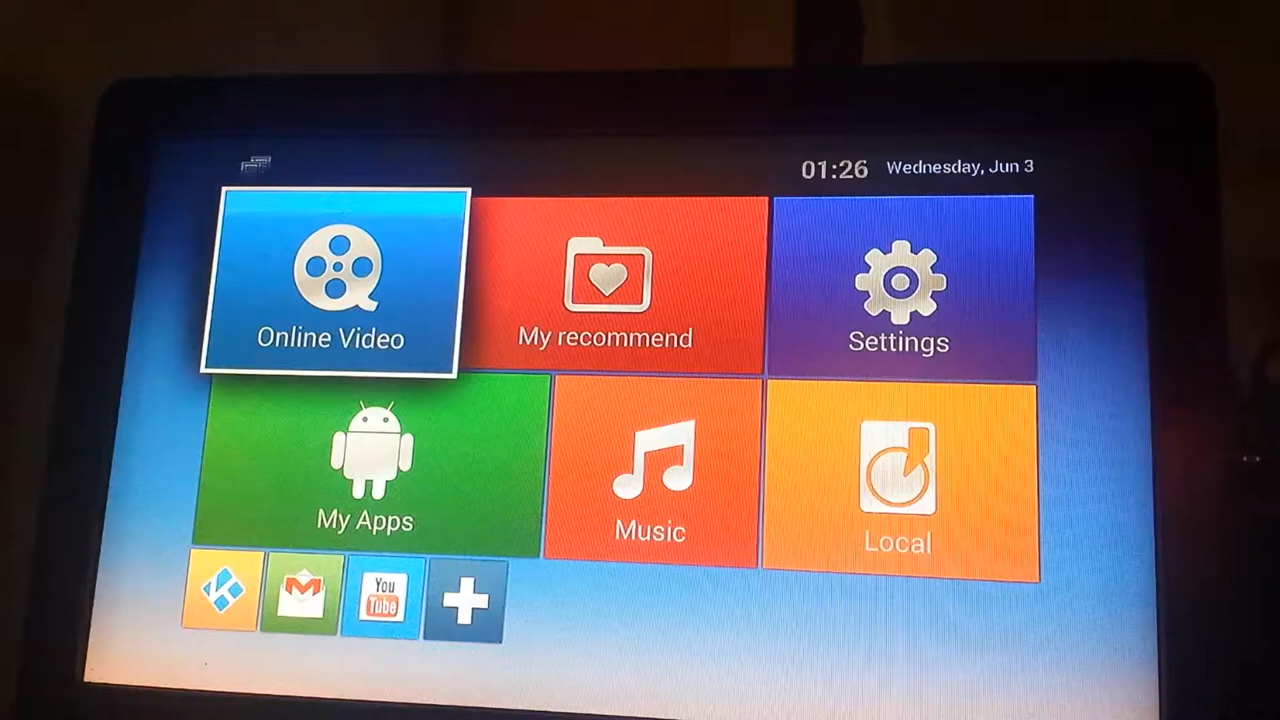 01:26 Wednesday, Jun 3
Online Video
My recommend
Settings
My Apps
Music
Local
You
Tube